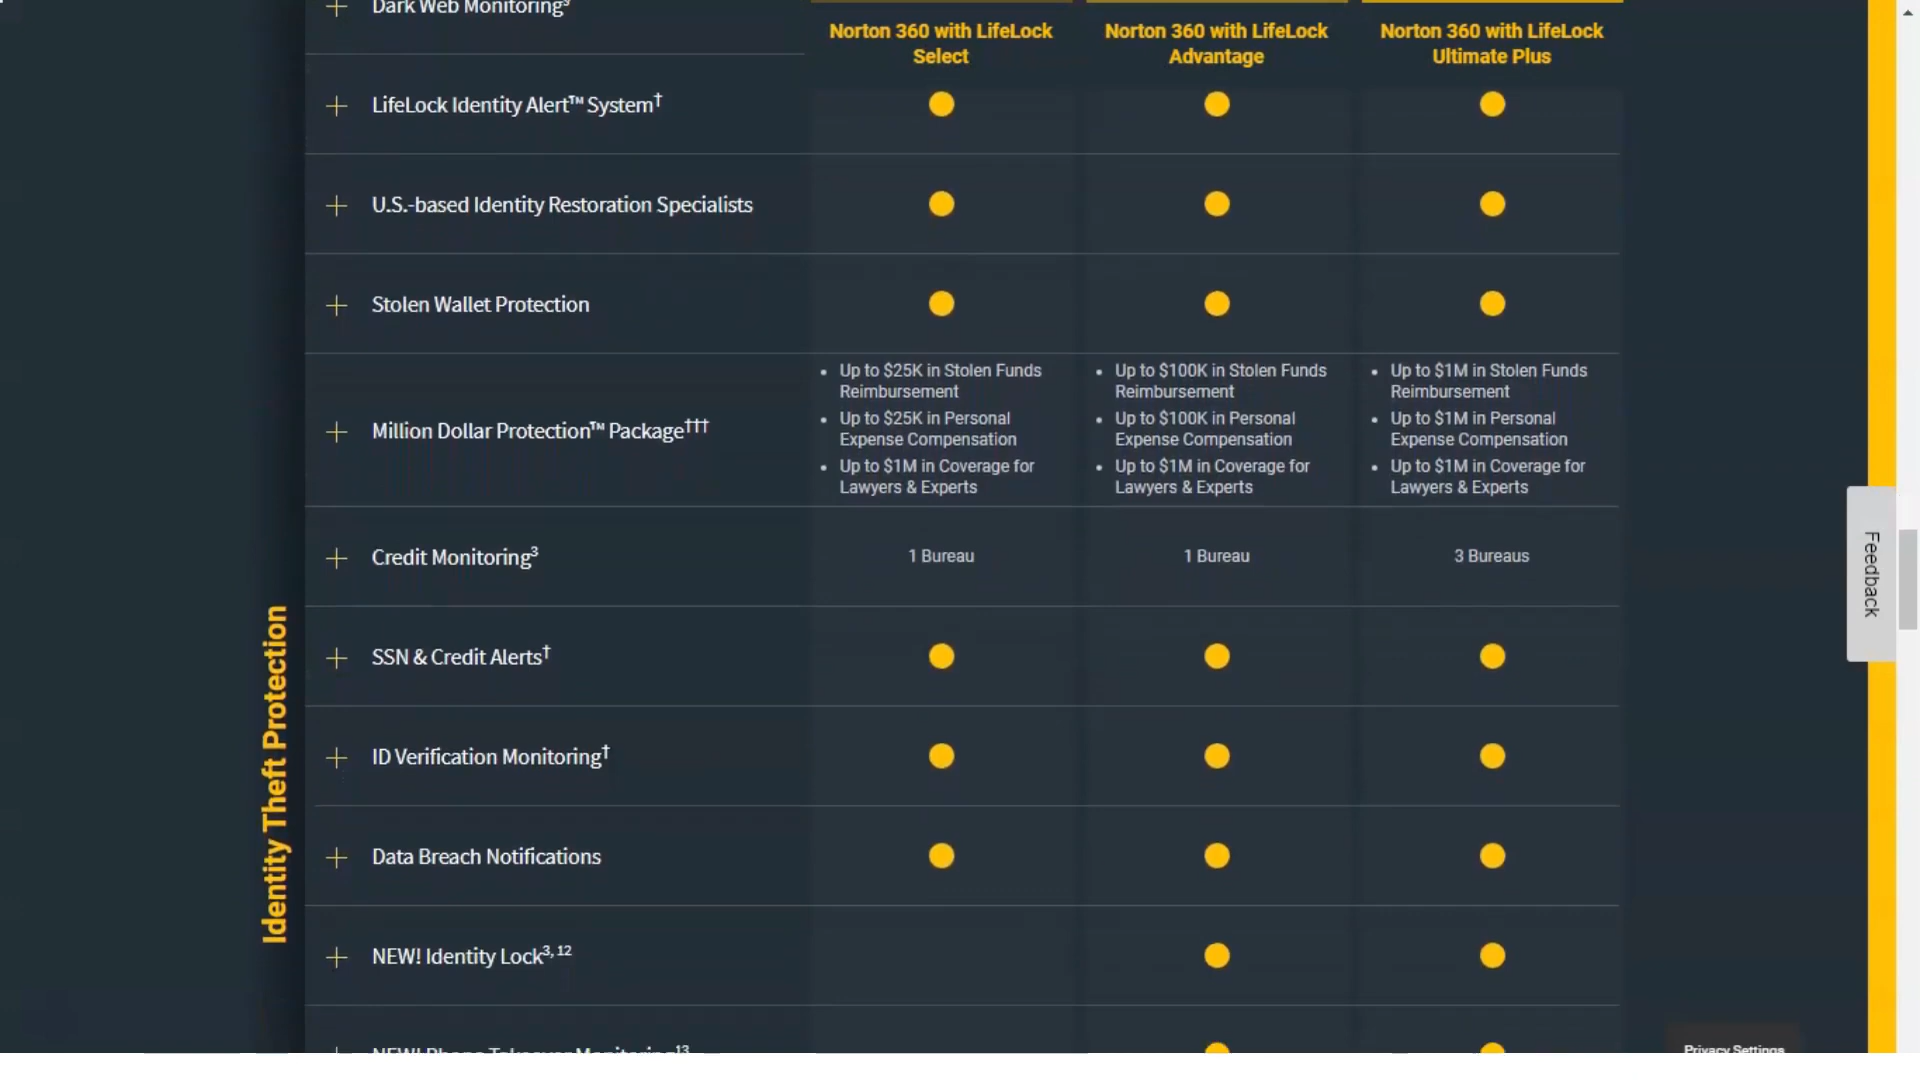 Dark Web Monitoring³
Norton 360 with LifeLock
Select
Norton 360 with LifeLock
Advantage
Norton 360 with LifeLock
Ultimate Plus
LifeLock Identity Alert™ System†
U.S.-based Identity Restoration Specialists
Stolen Wallet Protection
Million Dollar Protection™ Package†††
• Up to $25K in Stolen Funds
Reimbursement
• Up to $25K in Personal
Expense Compensation
• Up to $1M in Coverage for
Lawyers & Experts
• Up to $100K in Stolen Funds
Reimbursement
• Up to $100K in Personal
Expense Compensation
• Up to $1M in Coverage for
Lawyers & Experts
• Up to $1M in Stolen Funds
Reimbursement
• Up to $1M in Personal
Expense Compensation
• Up to $1M in Coverage for
Lawyers & Experts
Credit Monitoring³
1 Bureau
1 Bureau
3 Bureaus
SSN & Credit Alerts†
ID Verification Monitoring†
Data Breach Notifications
NEW! Identity Lock³, ¹²
NEW! Phone Takeover Monitoring¹³
Identity Theft Protection
Feedback
Privacy Settings